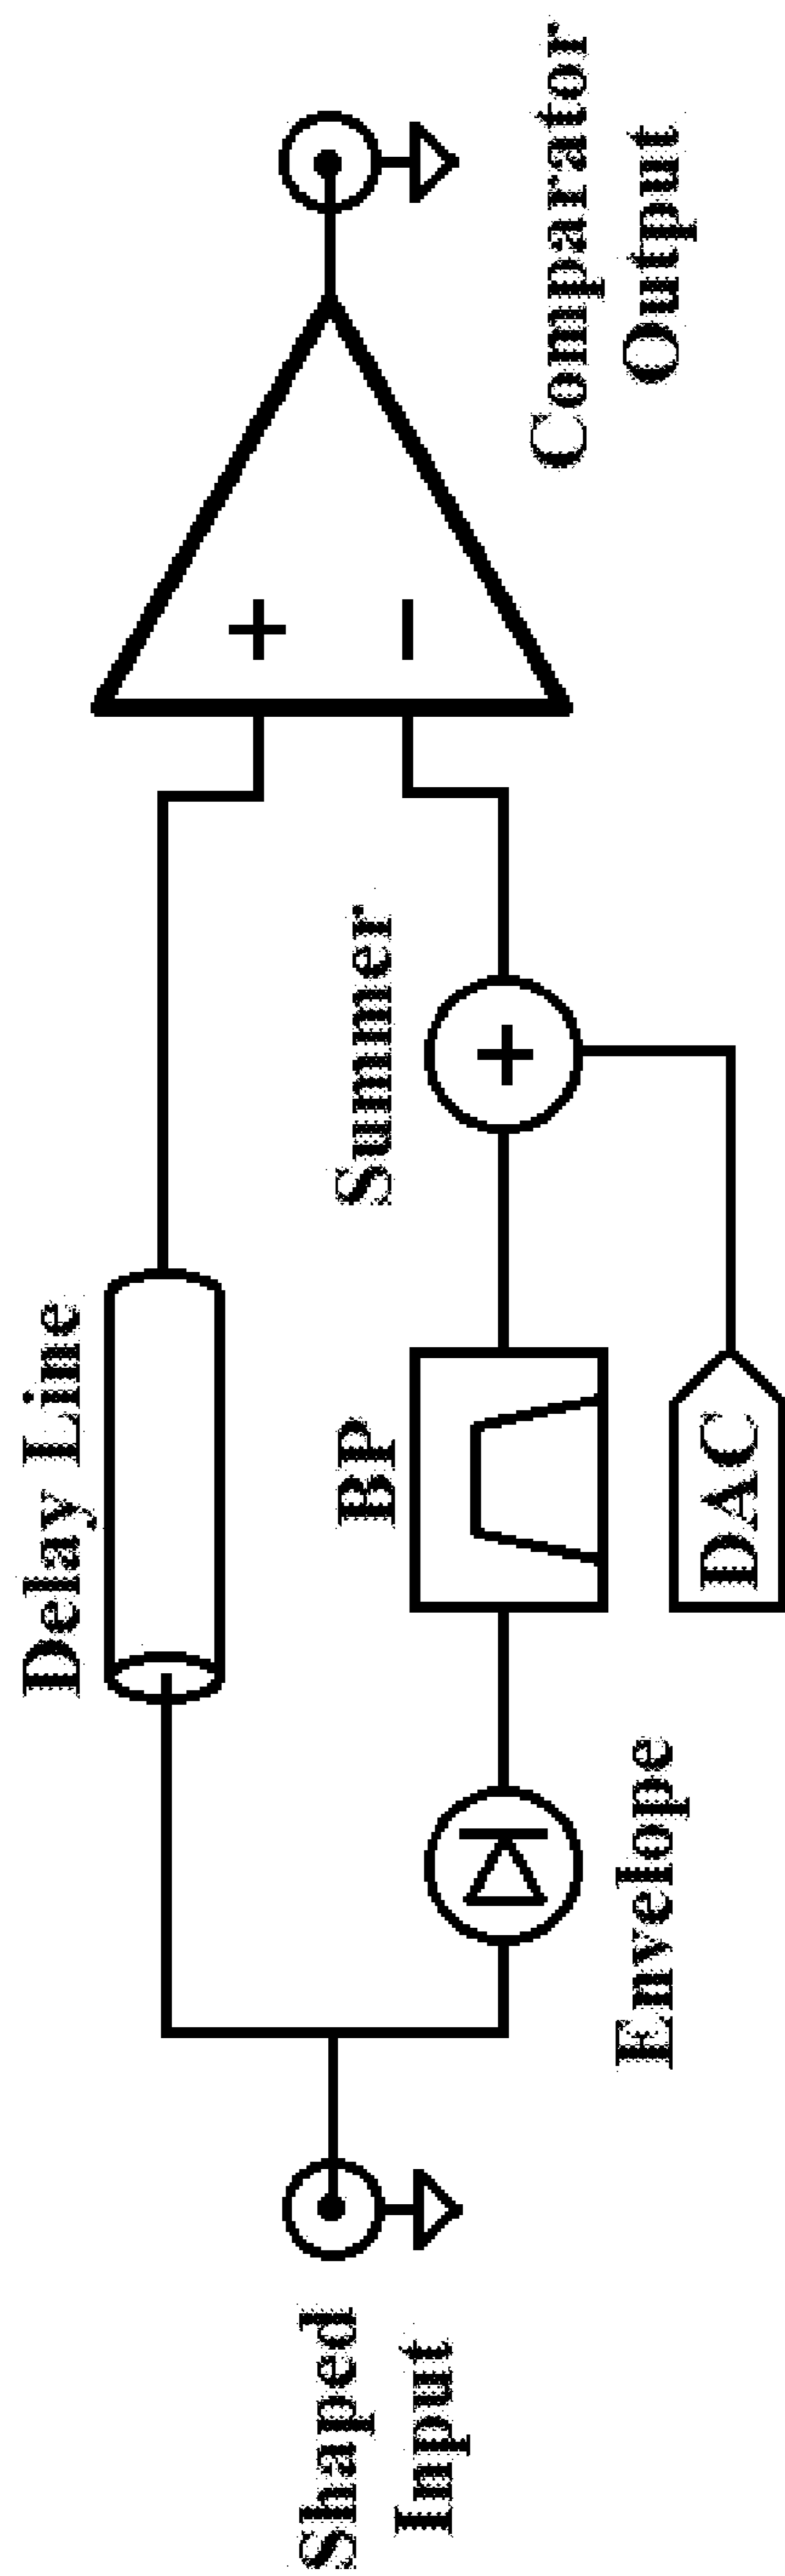 Shaped
Input
Delay Line
Envelope
BP
DAC
Summer
+
+
−
Comparator
Output